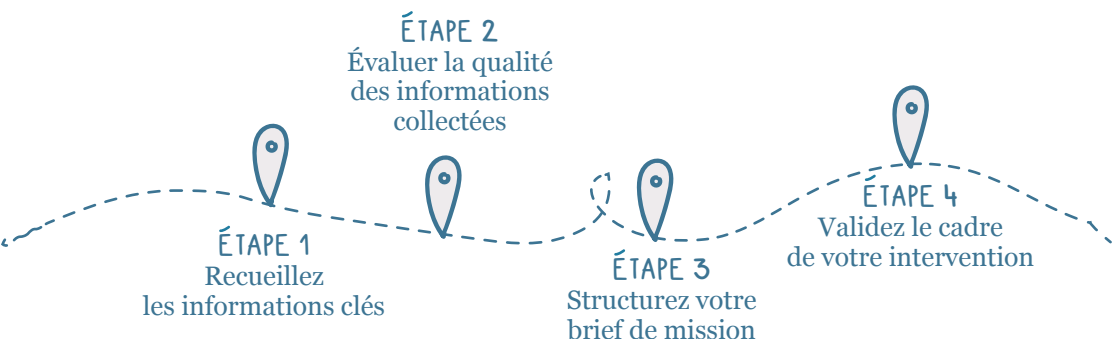 ÉTAPE 1
Recueillez
les informations clés
ÉTAPE 2
Évaluer la qualité
des informations
collectées
ÉTAPE 3
Structurez votre
brief de mission
ÉTAPE 4
Validez le cadre
de votre intervention